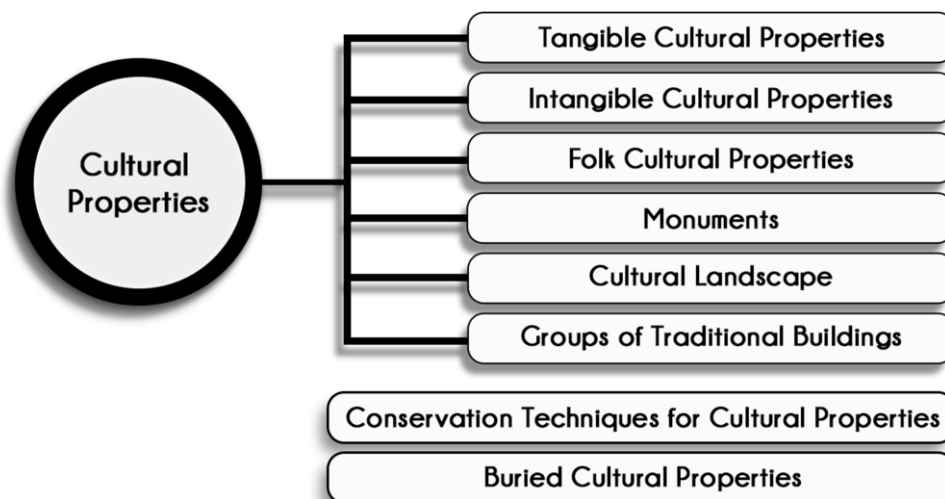 Cultural
Properties
Tangible Cultural Properties
Intangible Cultural Properties
Folk Cultural Properties
Monuments
Cultural Landscape
Groups of Traditional Buildings
Conservation Techniques for Cultural Properties
Buried Cultural Properties